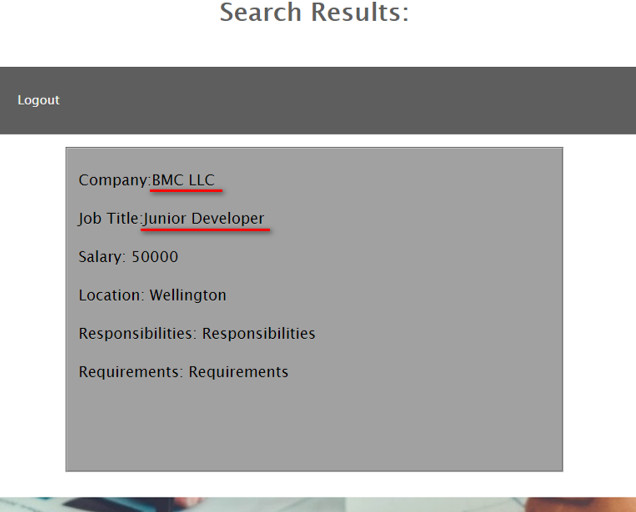 Search Results:
Logout
Company:BMC LLC
Job Title:Junior Developer
Salary: 50000
Location: Wellington
Responsibilities: Responsibilities
Requirements: Requirements